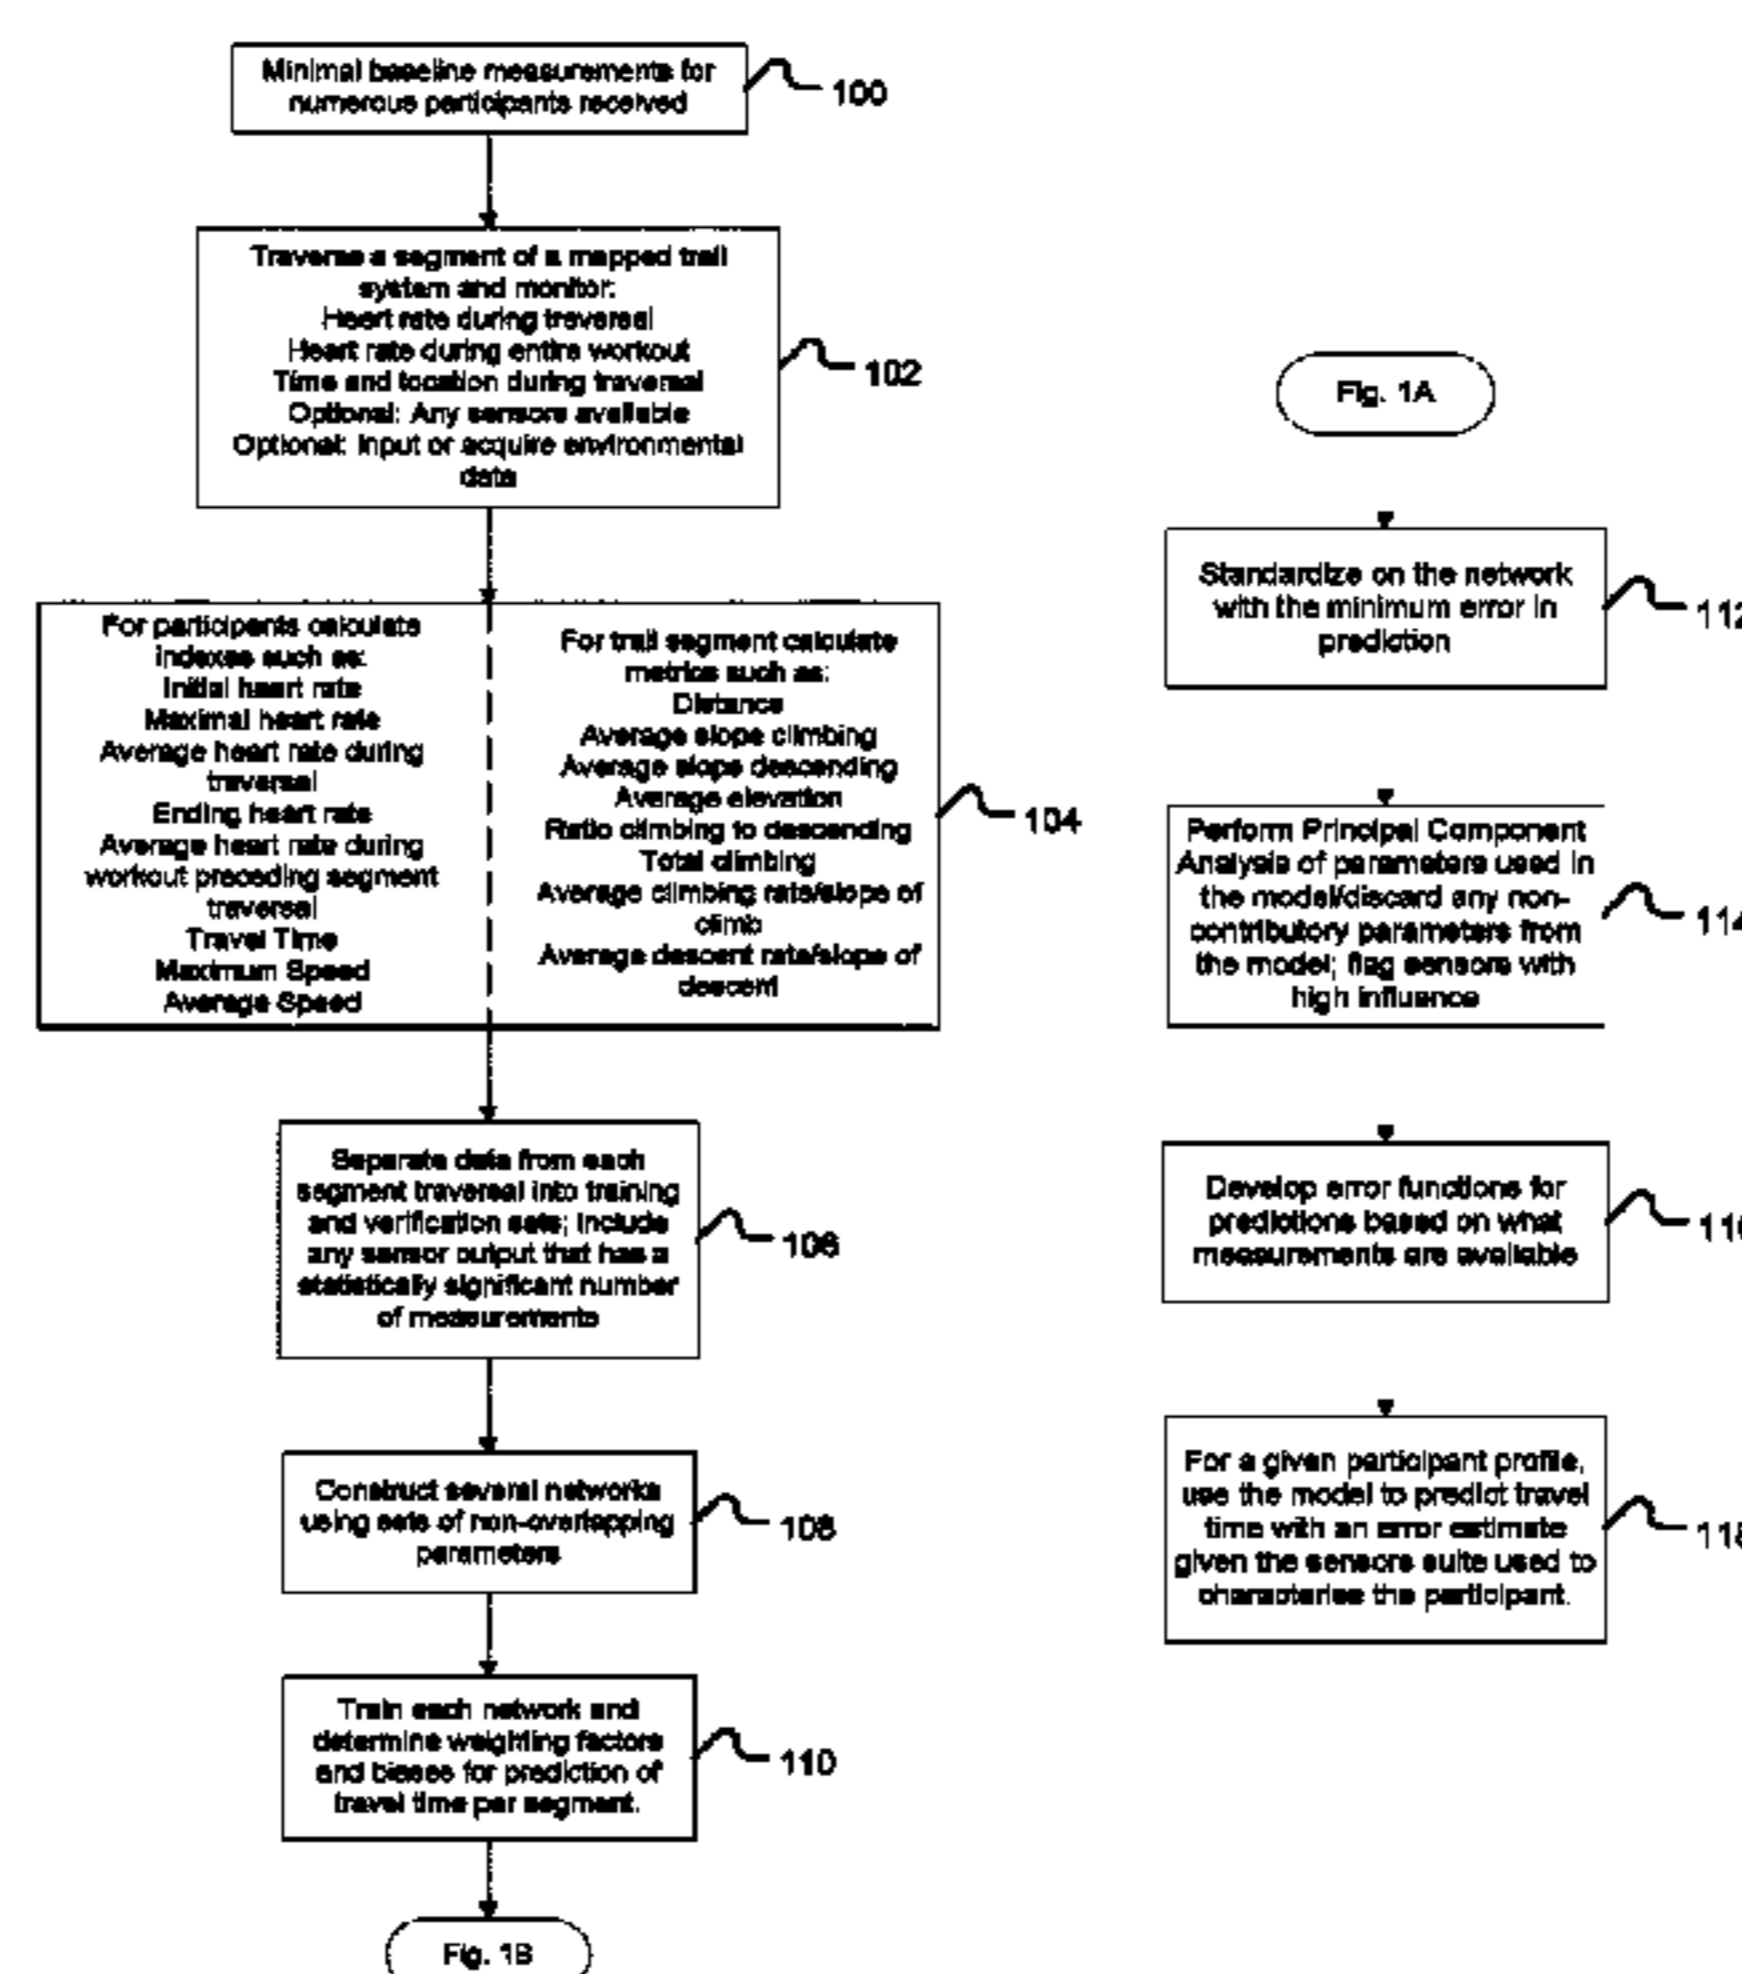 Minimal baseline measurements for
numerous participants received
100
Traverse a segment of a mapped trail
system and monitor:
Heart rate during traversal
Heart rate during entire workout
Time and location during traversal
Optional: Any sensors available
Optional: Input or acquire environmental
data
102
For participants calculate
indexes such as:
Initial heart rate
Maximal heart rate
Average heart rate during
traversal
Ending heart rate
Average heart rate during
workout preceding segment
traversal
Travel Time
Maximum Speed
Average Speed
For trail segment calculate
metrics such as:
Distance
Average slope climbing
Average slope descending
Average elevation
Ratio climbing to descending
Total climbing
Average climbing rate/slope of
climb
Average descent rate/slope of
descent
104
Separate data from each
segment traversal into training
and verification sets; include
any sensor output that has a
statistically significant number
of measurements
106
Construct several networks
using sets of non-overlapping
parameters
108
Train each network and
determine weighting factors
and biases for prediction of
travel time per segment.
110
Fig. 1B
Fig. 1A
Standardize on the network
with the minimum error in
prediction
112
Perform Principal Component
Analysis of parameters used in
the model/discard any non-
contributory parameters from
the model; flag sensors with
high influence
114
Develop error functions for
predictions based on what
measurements are available
116
For a given participant profile,
use the model to predict travel
time with an error estimate
given the sensors suite used to
characterise the participant.
118